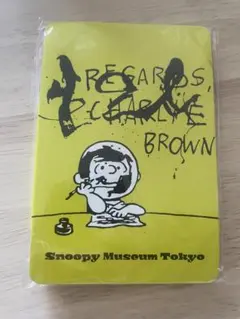 REGARDS,
CHARLIE
BROWN
Snoopy Museum Tokyo